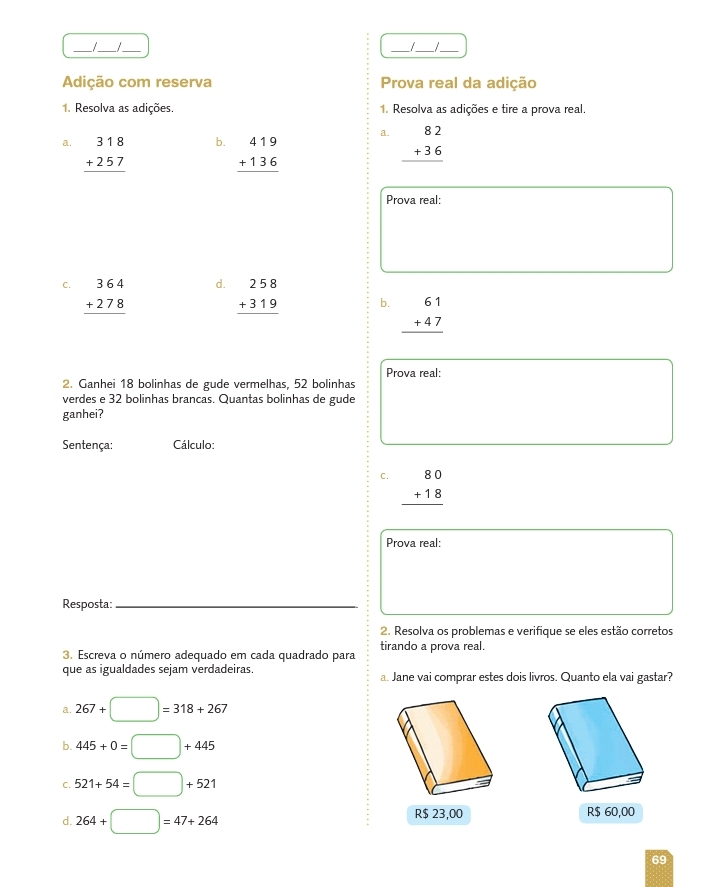 ___/___/___
Adição com reserva
1. Resolva as adições.
a. 318
+ 257
b. 419
+ 136
c. 364
+ 278
d. 258
+ 319
2. Ganhei 18 bolinhas de gude vermelhas, 52 bolinhas
verdes e 32 bolinhas brancas. Quantas bolinhas de gude
ganhei?
Sentença: Cálculo:
Resposta: ___________________________.
3. Escreva o número adequado em cada quadrado para
que as igualdades sejam verdadeiras.
a. 267 + = 318 + 267
b. 445 + 0 = + 445
c. 521+ 54 = + 521
d. 264 + = 47+ 264
___/___/___
Prova real da adição
1. Resolva as adições e tire a prova real.
a. 82
+ 36
Prova real:
b. 61
+ 47
Prova real:
c. 80
+ 18
Prova real:
2. Resolva os problemas e verifique se eles estão corretos
tirando a prova real.
a. Jane vai comprar estes dois livros. Quanto ela vai gastar?
R$ 23,00
R$ 60,00
69